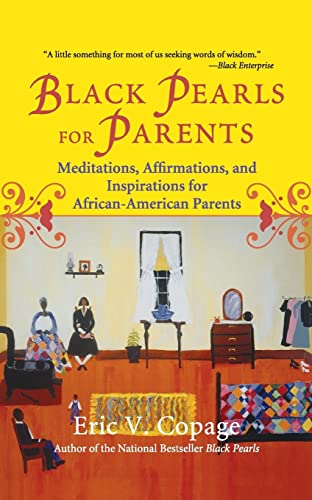 “A little something for most of us seeking words of wisdom.”
—Black Enterprise
BLACK PEARLS
FOR PARENTS
Meditations, Affirmations, and
Inspirations for
African-American Parents
Eric V. Copage
Author of the National Bestseller Black Pearls